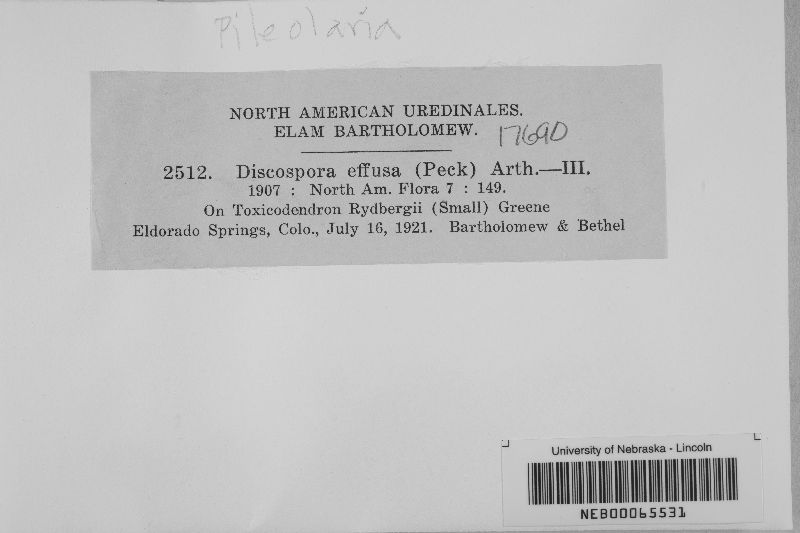 Pileolaria
NORTH AMERICAN UREDINALES.
ELAM BARTHOLOMEW. 17690
2512. Discospora effusa (Peck) Arth.—III.
1907 : North Am. Flora 7 : 149.
On Toxicodendron Rydbergii (Small) Greene
Eldorado Springs, Colo., July 16, 1921. Bartholomew & Bethel
University of Nebraska - Lincoln
NEB00065531